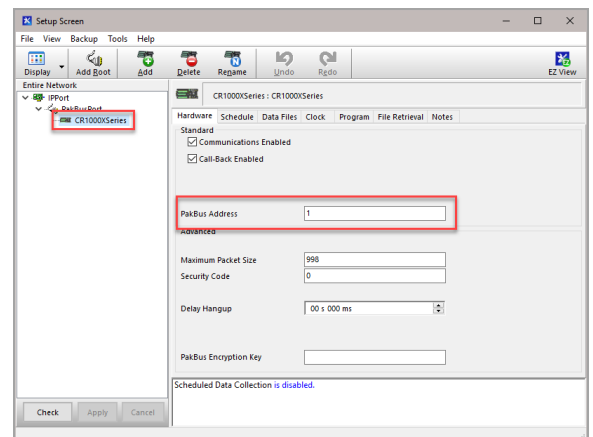 Setup Screen
File View Backup Tools Help
Display Add Root Add Delete Rename Undo Redo EZ View
Entire Network
IPPort
PakBusPort
CR1000XSeries
CR1000XSeries : CR1000XSeries
Hardware Schedule Data Files Clock Program File Retrieval Notes
Standard
Communications Enabled
Call-Back Enabled
PakBus Address 1
Advanced
Maximum Packet Size 998
Security Code 0
Delay Hangup 00 s 000 ms
PakBus Encryption Key
Scheduled Data Collection is disabled.
Check Apply Cancel